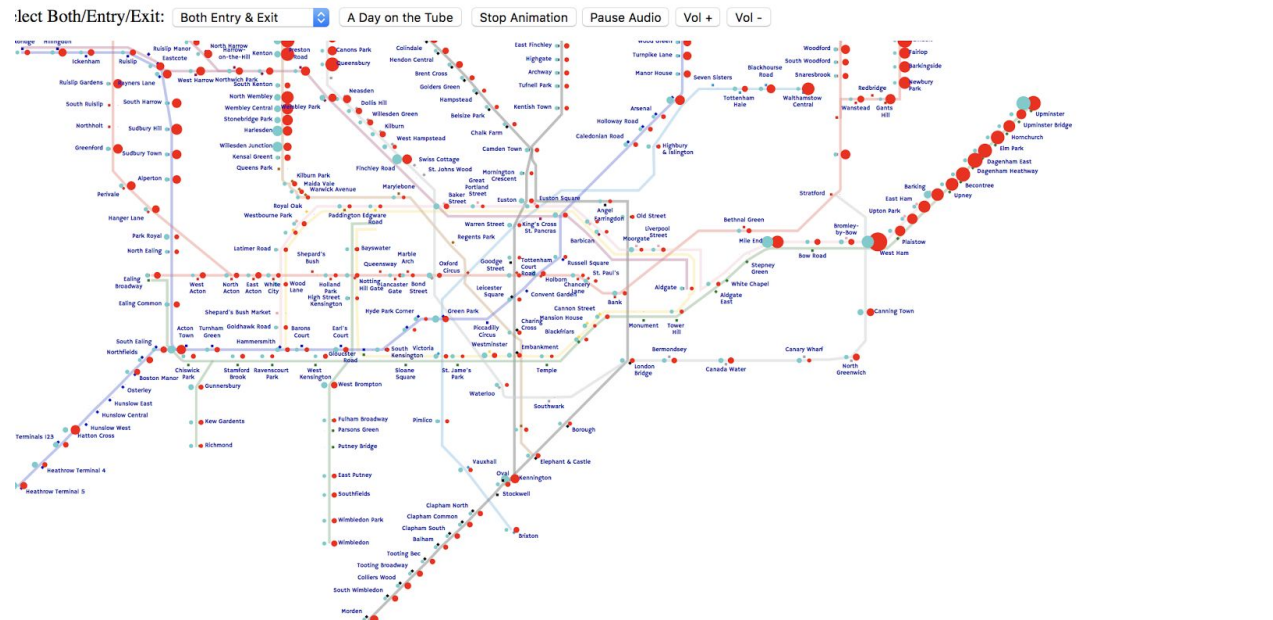 :lect Both/Entry/Exit:
Both Entry & Exit
A Day on the Tube
Stop Animation
Pause Audio
Vol +
Vol -
Hillingdon
Ickenham
Ruislip
Ruislip Manor
Eastcote
North Harrow
Harrow-
on-the-Hill
Kenton
Preston
Road
Canons Park
Queensbury
Colindale
Hendon Central
Brent Cross
Golders Green
Hampstead
Belsize Park
Chalk Farm
Camden Town
East Finchley
Highgate
Archway
Tufnell Park
Kentish Town
Wood Green
Turnpike Lane
Manor House
Arsenal
Holloway Road
Caledonian Road
Seven Sisters
Tottenham
Hale
Blackhourse
Road
Walthamstow
Central
Highbury
& Islington
Woodford
South Woodford
Snaresbrook
Redbridge
Wanstead
Gants
Hill
Fairlop
Barkingside
Newbury
Park
Upminster
Upminster Bridge
Hornchurch
Elm Park
Dagenham East
Dagenham Heathway
Becontree
Upney
Barking
East Ham
Upton Park
Plaistow
West Ham
Ruislip Gardens
Rayners Lane
West Harrow
Northwick Park
South Kenton
North Wembley
Wembley Central
Wembley Park
Stonebridge Park
Harlesden
Willesden Junction
Kensal Greent
Queens Park
South Ruislip
Northholt
Greenford
Perivale
Hanger Lane
South Harrow
Sudbury Hill
Sudbury Town
Alperton
Park Royal
North Ealing
Ealing
Broadway
Ealing Common
South Ealing
Northfields
Boston Manor
Osterley
Hunslow East
Hunslow Central
Hunslow West
Hatton Cross
Terminals 123
Heathrow Terminal 4
Heathrow Terminal 5
Neasden
Dollis Hill
Willesden Green
Kilburn
West Hampstead
Finchley Road
Swiss Cottage
St. Johns Wood
Kilburn Park
Maida Vale
Warwick Avenue
Marylebone
Baker
Street
Great
Portland
Street
Mornington
Crescent
Euston
Euston Square
Warren Street
King's Cross
St. Pancras
Angel
Farringdon
Old Street
Barbican
Moorgate
Liverpool
Street
Royal Oak
Westbourne Park
Paddington
Edgware
Road
Regents Park
Latimer Road
Shepard's
Bush
Bayswater
Queensway
Marble
Arch
Oxford
Circus
Goodge
Street
Tottenham
Court
Road
Russell Square
Holborn
Chancery
Lane
St. Paul's
Bank
Aldgate
West
Acton
North
Acton
East
Acton
White
City
Wood
Lane
Holland
Park
Notting
Hill Gate
Lancaster
Gate
Bond
Street
High Street
Kensington
Leicester
Square
Convent Garden
Cannon Street
Mansion House
Blackfriars
Monument
Tower
Hill
Aldgate
East
White Chapel
Stepney
Green
Bethnal Green
Mile End
Bow Road
Bromley-
by-Bow
Stratford
Shepard's Bush Market
Goldhawk Road
Hammersmith
Barons
Court
Earl's
Court
Gloucster
Road
South
Kensington
Hyde Park Corner
Green Park
Piccadilly
Circus
Charing
Cross
Embankment
Acton
Town
Turnham
Green
Chiswick
Park
Stamford
Brook
Ravenscourt
Park
West
Kensington
Sloane
Square
Victoria
St. Jame's
Park
Westminster
Temple
Gunnersbury
Kew Gardents
Richmond
West Brompton
Fulham Broadway
Parsons Green
Putney Bridge
East Putney
Southfields
Wimbledon Park
Wimbledon
Pimlico
Vauxhall
Brixton
Waterloo
Southwark
London
Bridge
Bermondsey
Canada Water
Canary Wharf
North
Greenwich
Canning Town
Borough
Elephant & Castle
Kennington
Oval
Stockwell
Clapham North
Clapham Common
Clapham South
Balham
Tooting Bec
Tooting Broadway
Colliers Wood
South Wimbledon
Morden